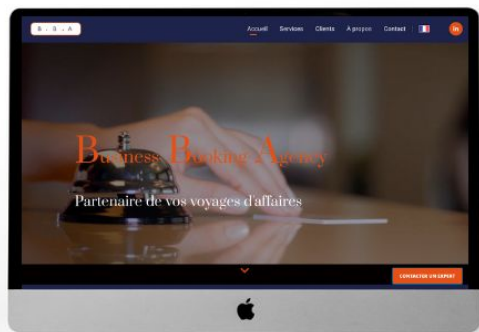 B . B . A
Accueil Services Clients A propos Contact in
Business Booking Agency
Partenaire de vos voyages d'affaires
CONTACTER UN EXPERT